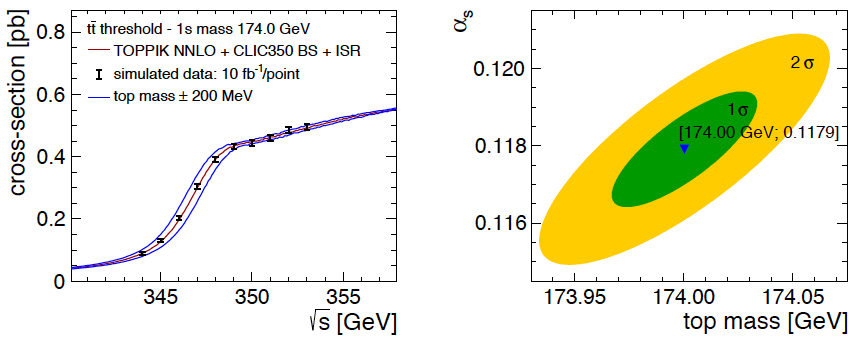 tt̄ threshold - 1s mass 174.0 GeV
TOPPIK NNLO + CLIC350 BS + ISR
simulated data: 10 fb⁻¹/point
top mass ± 200 MeV
cross-section [pb]
0.8
0.6
0.4
0.2
0
345
350
355
√s [GeV]
αs
0.120
0.118
0.116
2 σ
1 σ
[174.00 GeV; 0.1179]
173.95
174.00
174.05
top mass [GeV]